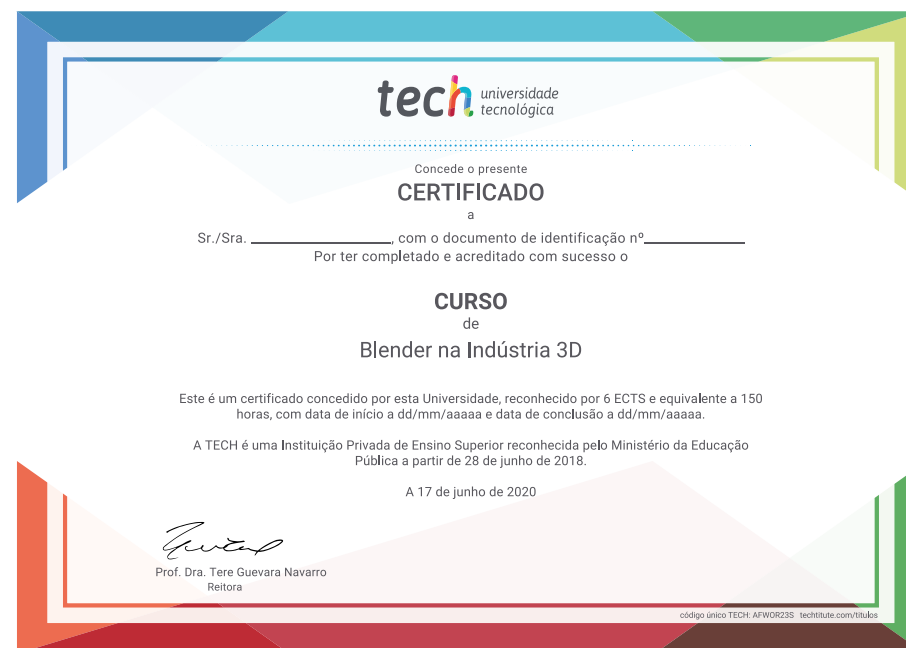 tech universidade
tecnológica
Concede o presente
CERTIFICADO
a
Sr./Sra. ____________________, com o documento de identificação nº______________
Por ter completado e acreditado com sucesso o
CURSO
de
Blender na Indústria 3D
Este é um certificado concedido por esta Universidade, reconhecido por 6 ECTS e equivalente a 150
horas, com data de início a dd/mm/aaaaa e data de conclusão a dd/mm/aaaaa.
A TECH é uma Instituição Privada de Ensino Superior reconhecida pelo Ministério da Educação
Pública a partir de 28 de junho de 2018.
A 17 de junho de 2020
Prof. Dra. Tere Guevara Navarro
Reitora
código único TECH: AFWOR23S techtitute.com/titulos